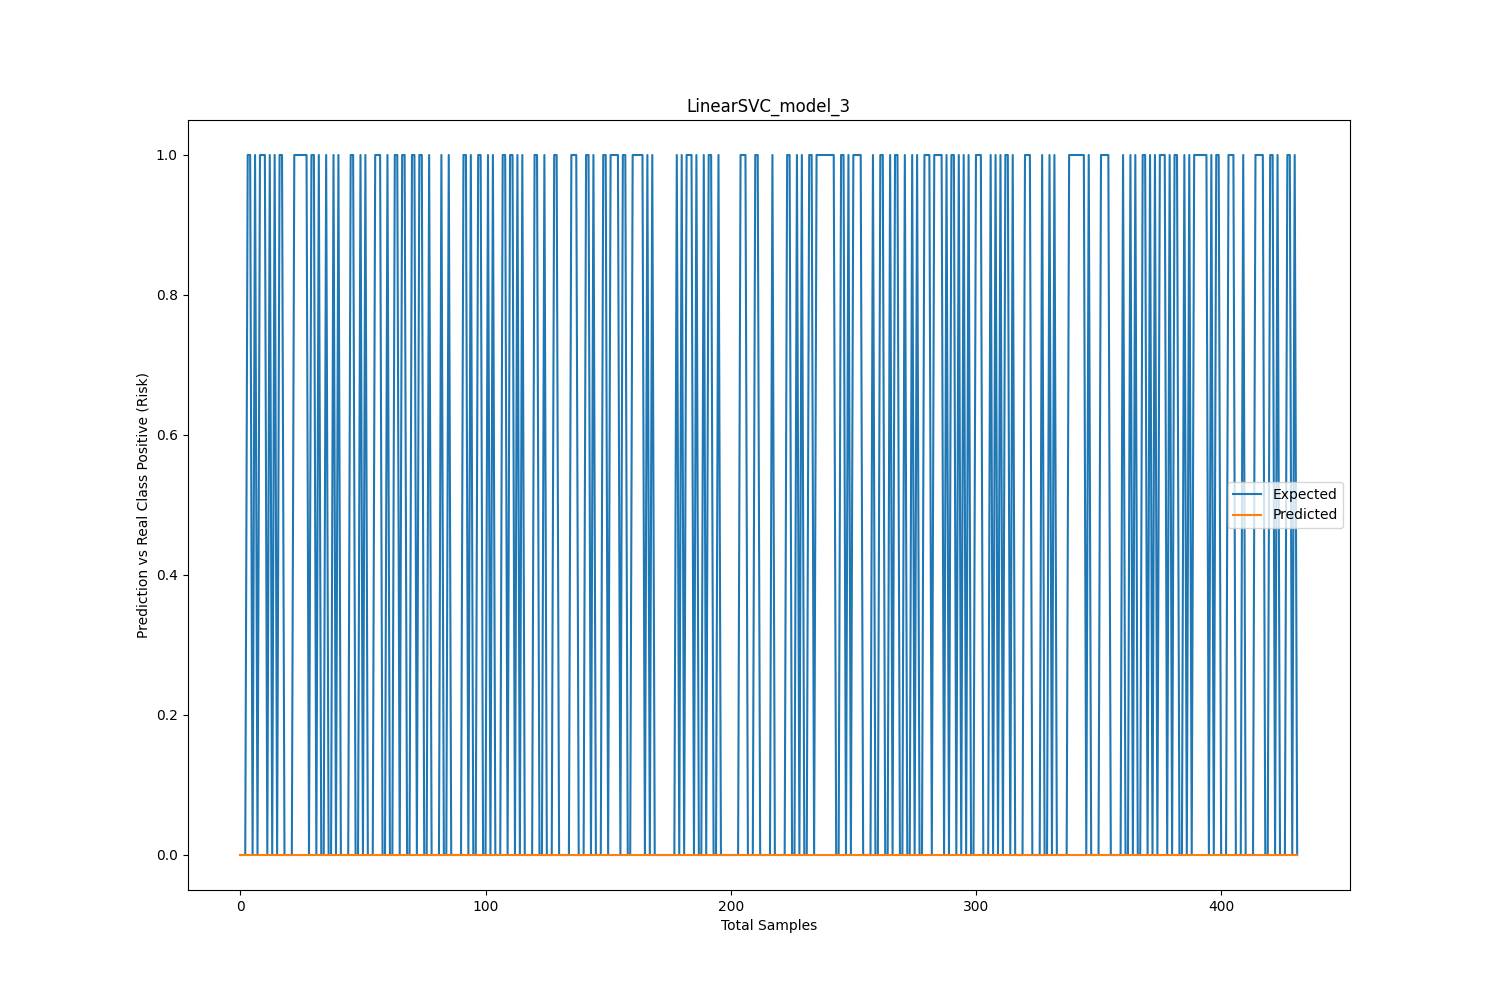 LinearSVC_model_3
Prediction vs Real Class Positive (Risk)
1.0
0.8
0.6
0.4
0.2
0.0
Expected
Predicted
0 100 200 300 400
Total Samples